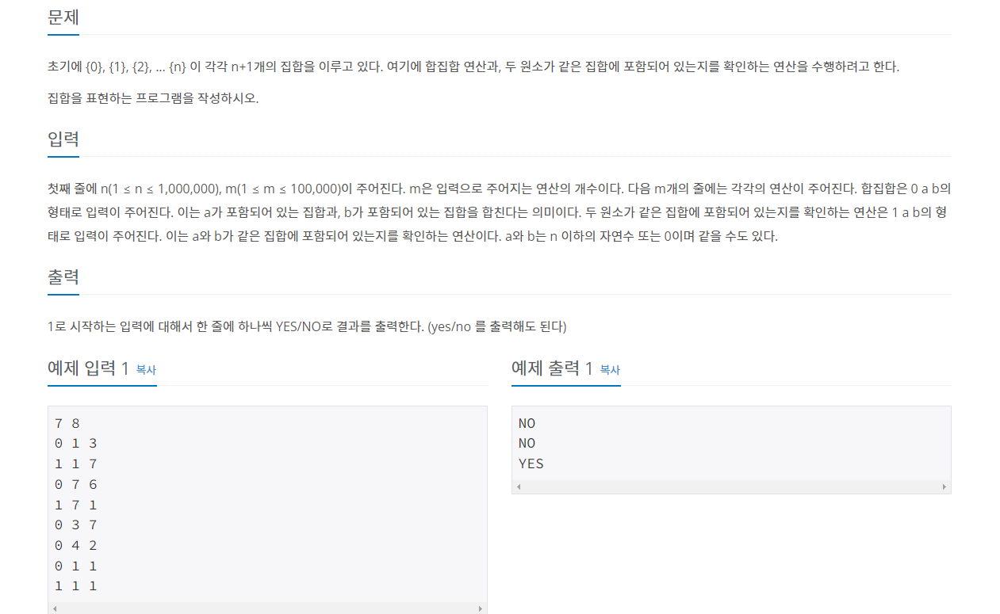 문제
초기에 {0}, {1}, {2}, ... {n} 이 각각 n+1개의 집합을 이루고 있다. 여기에 합집합 연산과, 두 원소가 같은 집합에 포함되어 있는지를 확인하는 연산을 수행하려고 한다.
집합을 표현하는 프로그램을 작성하시오.
입력
첫째 줄에 n(1 ≤ n ≤ 1,000,000), m(1 ≤ m ≤ 100,000)이 주어진다. m은 입력으로 주어지는 연산의 개수이다. 다음 m개의 줄에는 각각의 연산이 주어진다. 합집합은 0 a b의
형태로 입력이 주어진다. 이는 a가 포함되어 있는 집합과, b가 포함되어 있는 집합을 합친다는 의미이다. 두 원소가 같은 집합에 포함되어 있는지를 확인하는 연산은 1 a b의 형
태로 입력이 주어진다. 이는 a와 b가 같은 집합에 포함되어 있는지를 확인하는 연산이다. a와 b는 n 이하의 자연수 또는 0이며 같을 수도 있다.
출력
1로 시작하는 입력에 대해서 한 줄에 하나씩 YES/NO로 결과를 출력한다. (yes/no 를 출력해도 된다)
예제 입력 1 복사
7 8
0 1 3
1 1 7
0 7 6
1 7 1
0 3 7
0 4 2
0 1 1
1 1 1
예제 출력 1 복사
NO
NO
YES